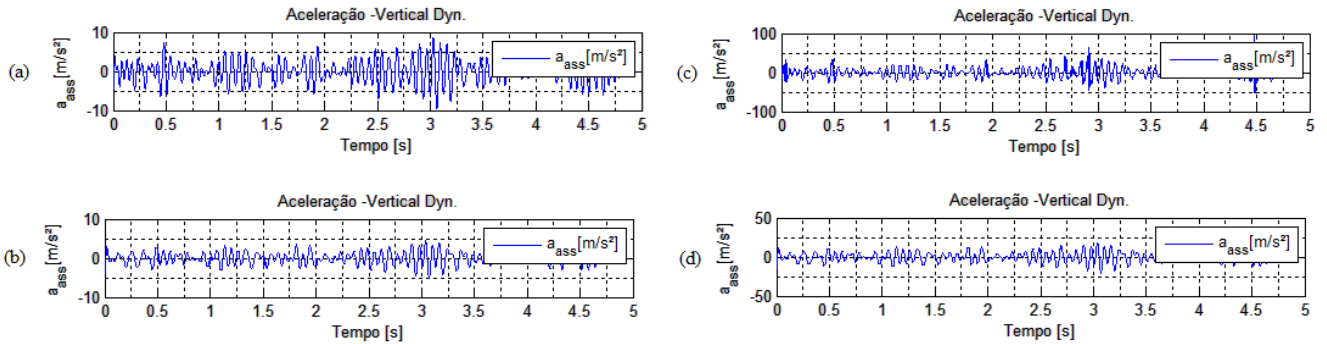 (a)
Aceleração -Vertical Dyn.
a_ass[m/s²]
10
0
-10
a_ass[m/s²]
0 0.5 1 1.5 2 2.5 3 3.5 4 4.5 5
Tempo [s]
(b)
Aceleração -Vertical Dyn.
a_ass[m/s²]
10
0
-10
a_ass[m/s²]
0 0.5 1 1.5 2 2.5 3 3.5 4 4.5 5
Tempo [s]
(c)
Aceleração -Vertical Dyn.
a_ass[m/s²]
100
0
-100
a_ass[m/s²]
0 0.5 1 1.5 2 2.5 3 3.5 4 4.5 5
Tempo [s]
(d)
Aceleração -Vertical Dyn.
a_ass[m/s²]
50
0
-50
a_ass[m/s²]
0 0.5 1 1.5 2 2.5 3 3.5 4 4.5 5
Tempo [s]